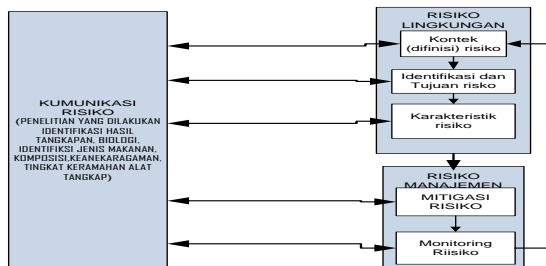 KUMUNIKASI
RISIKO
(PENELITIAN YANG DILAKUKAN
IDENTIFIKASI HASIL
TANGKAPAN, BIOLOGI,
IDENTIFIKSI JENIS MAKANAN,
KOMPOSISI,KEANEKARAGAMAN,
TINGKAT KERAMAHAN ALAT
TANGKAP)
RISIKO
LINGKUNGAN
Kontek
(difinisi) risiko
Identifikasi dan
Tujuan risko
Karakteristik
risiko
RISIKO
MANAJEMEN
MITIGASI
RISIKO
Monitoring
Riisiko